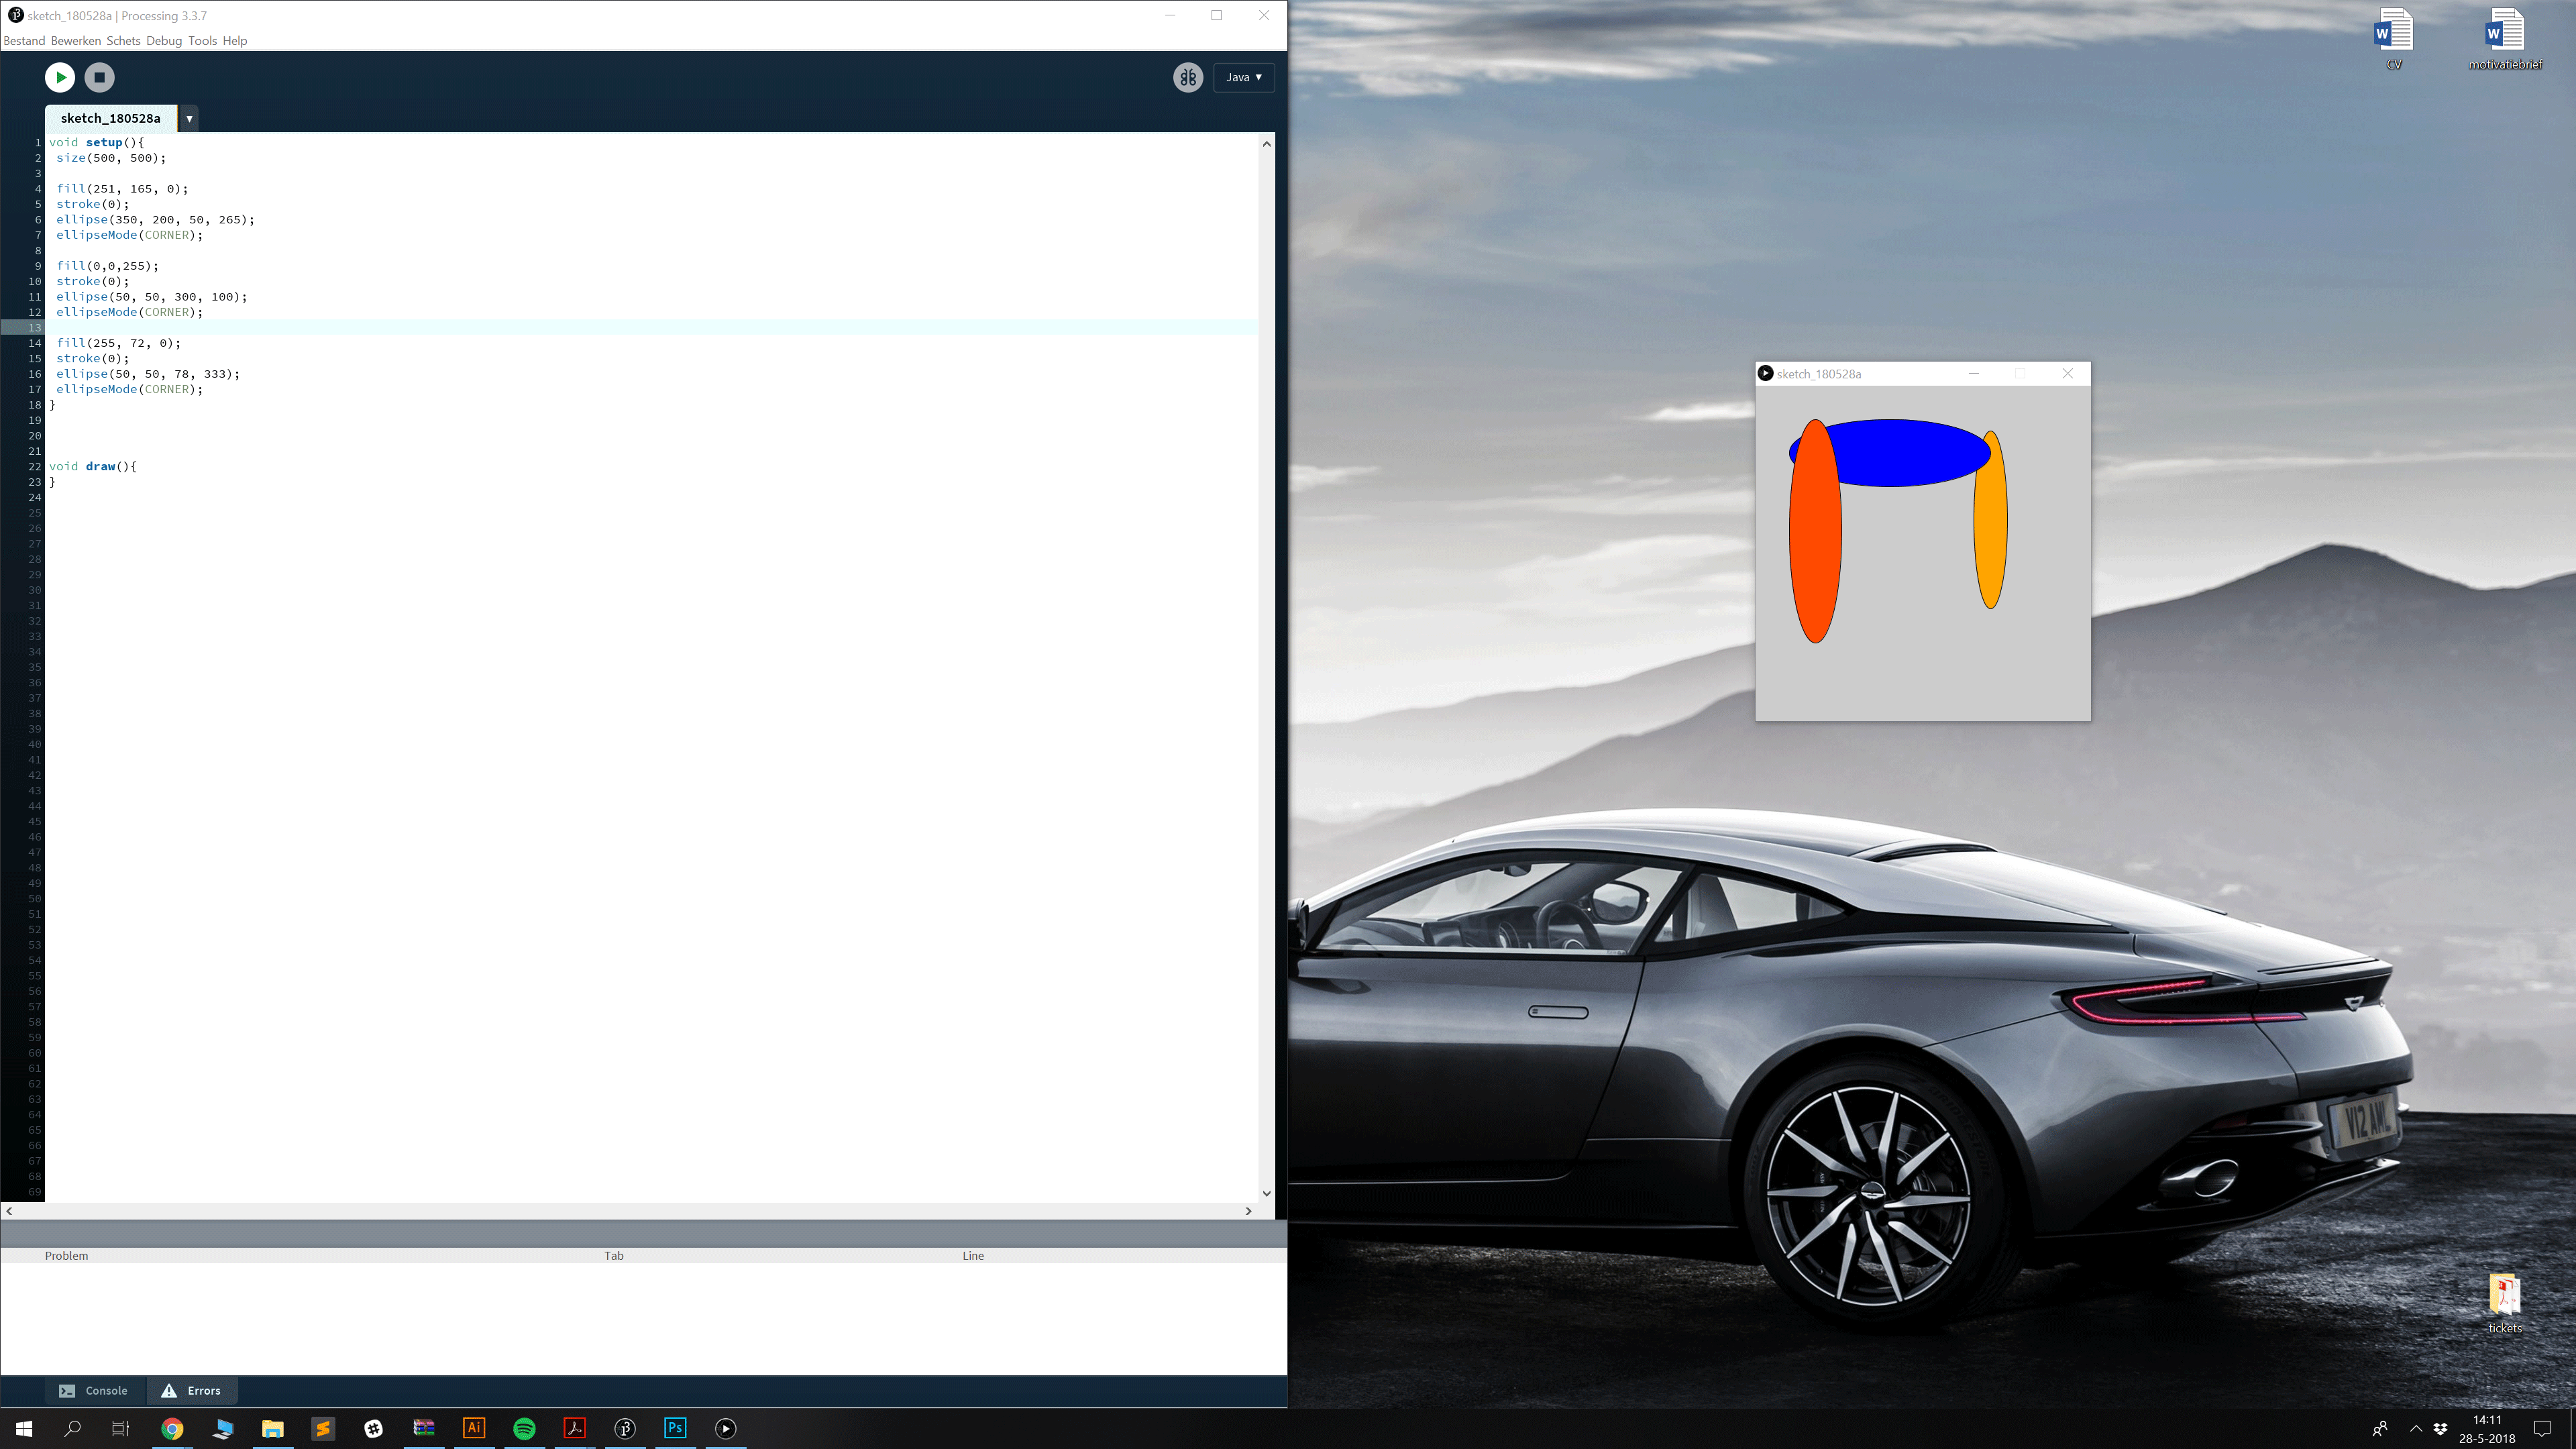 sketch_180528a | Processing 3.3.7
Bestand Bewerken Schets Debug Tools Help
Java ▼
sketch_180528a ▼
1 void setup(){
2 size(500, 500);
3
4 fill(251, 165, 0);
5 stroke(0);
6 ellipse(350, 200, 50, 265);
7 ellipseMode(CORNER);
8
9 fill(0,0,255);
10 stroke(0);
11 ellipse(50, 50, 300, 100);
12 ellipseMode(CORNER);
13
14 fill(255, 72, 0);
15 stroke(0);
16 ellipse(50, 50, 78, 333);
17 ellipseMode(CORNER);
18 }
19
20
21
22 void draw(){
23 }
24
25
26
27
28
29
30
31
32
33
34
35
36
37
38
39
40
41
42
43
44
45
46
47
48
49
50
51
52
53
54
55
56
57
58
59
60
61
62
63
64
65
66
67
68
69
Problem Tab Line
Console Errors
CV
motivatiebrief
sketch_180528a
V12 AML
tickets
Ai
Ps
14:11
28-5-2018